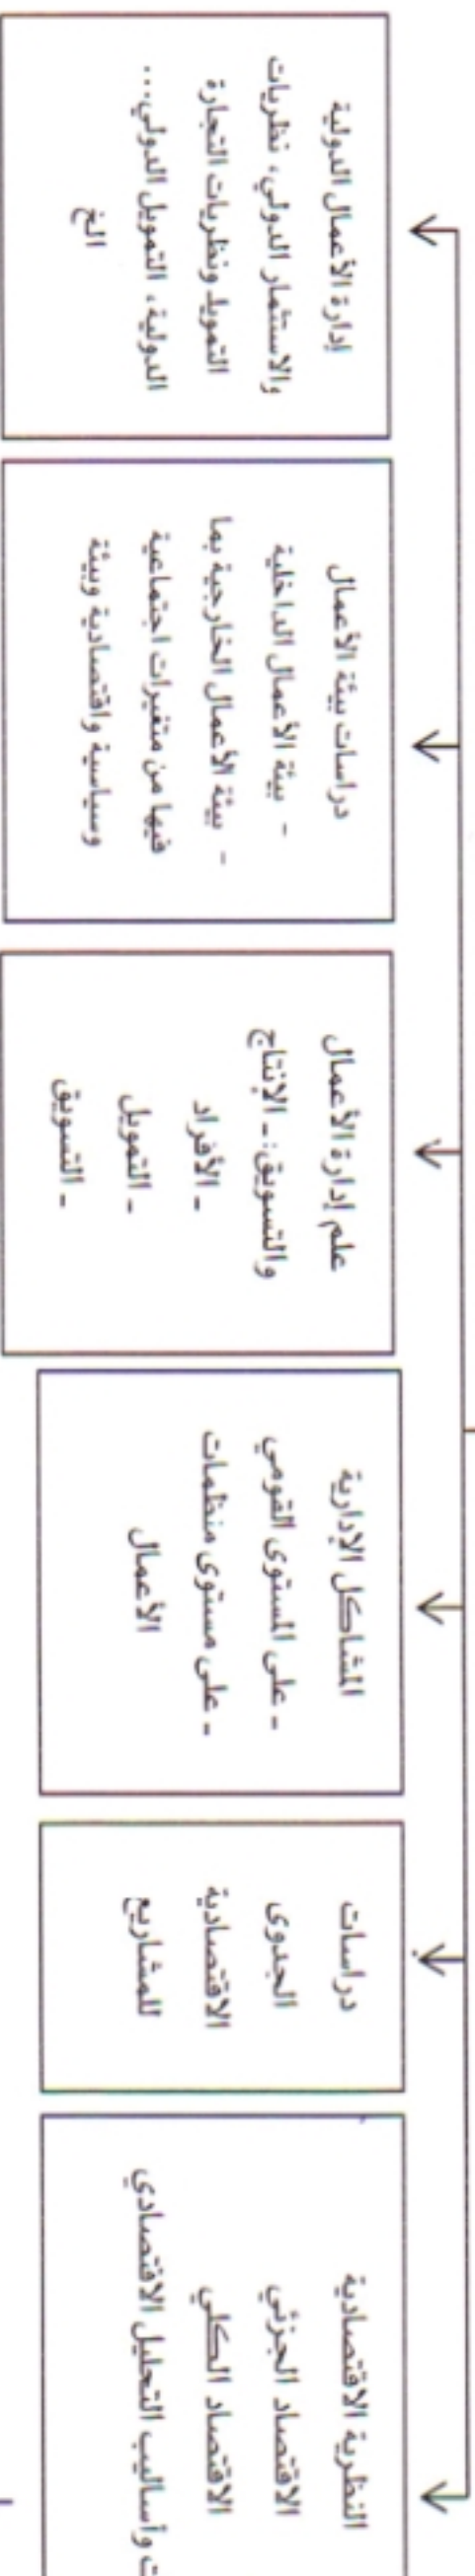 النظرية الاقتصادية
الاقتصاد الجزئي
الاقتصاد الكلي
وأساليب التحليل الاقتصادي
دراسات
الجدوى
الاقتصادية
للمشاريع
المشاكل الإدارية
ـ على المستوى القومي
ـ على مستوى منظمات
الأعمال
علم إدارة الأعمال
والتسويق: ـ الإنتاج
ـ الأفراد
ـ التمويل
ـ التسويق
دراسات بيئة الأعمال
- بيئة الأعمال الداخلية
- بيئة الأعمال الخارجية بما
فيها من متغيرات اجتماعية
وسياسية واقتصادية وبيئة
إدارة الأعمال الدولية
والاستثمار الدولي، نظريات
التمويل ونظريات التجارة
الدولية، التمويل الدولي...
الخ